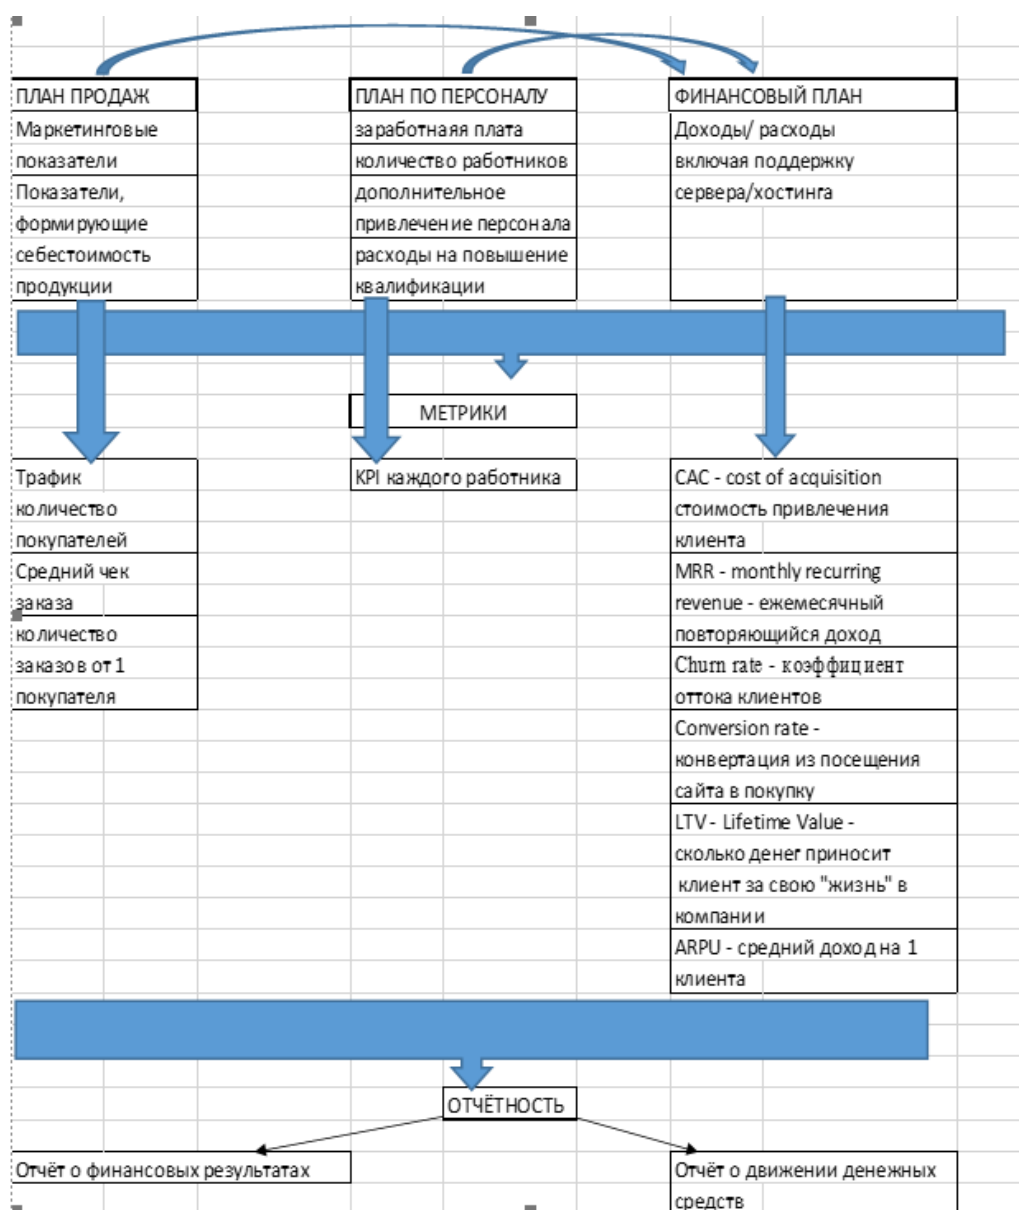 ПЛАН ПРОДАЖ
Маркетинговые
показатели
Показатели,
формирующие
себестоимость
продукции
ПЛАН ПО ПЕРСОНАЛУ
заработнаяя плата
количество работников
дополнительное
привлечение персонала
расходы на повышение
квалификации
ФИНАНСОВЫЙ ПЛАН
Доходы/ расходы
включая поддержку
сервера/хостинга
МЕТРИКИ
Трафик
количество
покупателей
Средний чек
заказа
количество
заказов от 1
покупателя
KPI каждого работника
CAC - cost of acquisition
стоимость привлечения
клиента
MRR - monthly recurring
revenue - ежемесячный
повторяющийся доход
Churn rate - коэффициент
оттока клиентов
Conversion rate -
конвертация из посещения
сайта в покупку
LTV - Lifetime Value -
сколько денег приносит
клиент за свою "жизнь" в
компании
ARPU - средний доход на 1
клиента
ОТЧЁТНОСТЬ
Отчёт о финансовых результатах
Отчёт о движении денежных
средств